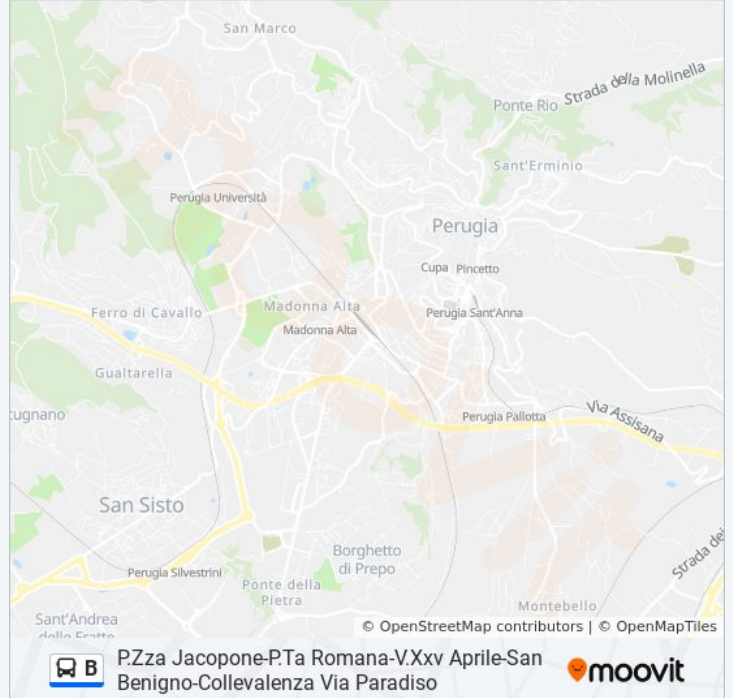 San Marco
Strada della Molinella
Ponte Rio
Sant'Erminio
Perugia Università
Perugia
Cupa
Pincetto
Ferro di Cavallo
Madonna Alta
Perugia Sant'Anna
Madonna Alta
Gualtarella
cugnano
Perugia Pallotta
Via Assisana
San Sisto
Borghetto
di Prepo
Strada dei
Perugia Silvestrini
Ponte della
Pietra
Montebello
Sant'Andrea
delle Fratte
© OpenStreetMap contributors | © OpenMapTiles
B
P.Zza Jacopone-P.Ta Romana-V.Xxv Aprile-San
Benigno-Collevalenza Via Paradiso
moovit